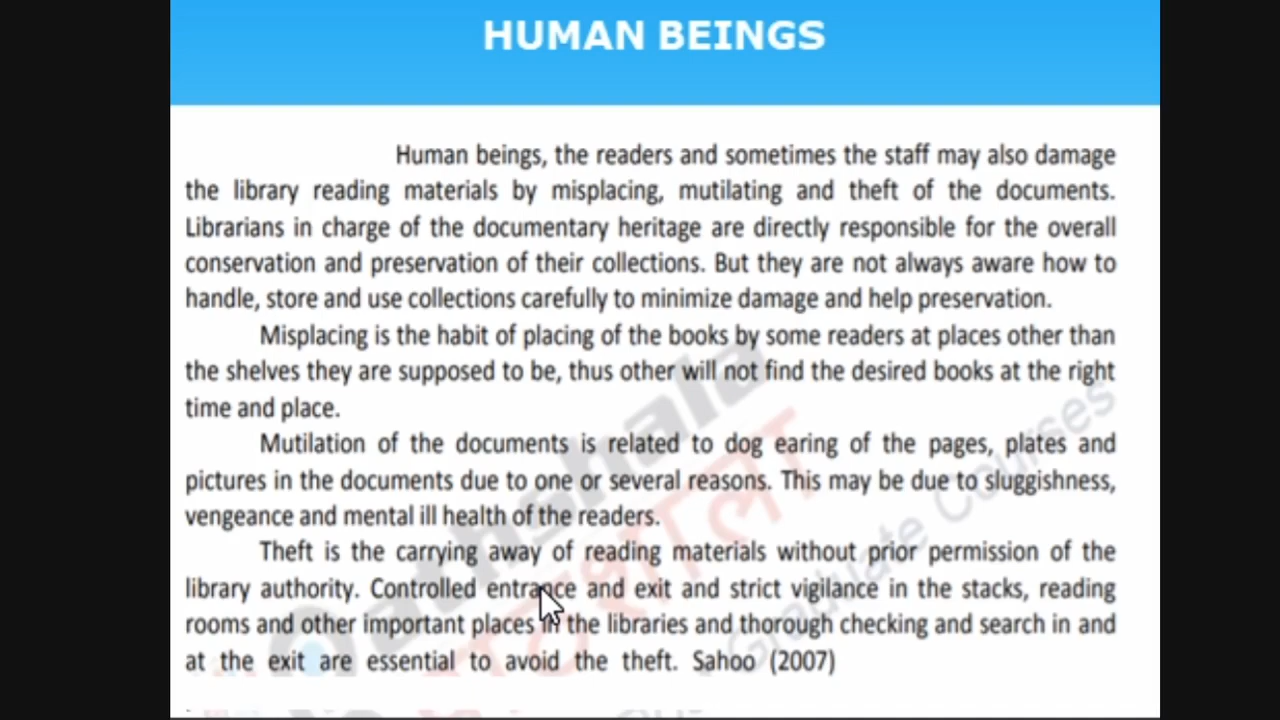 HUMAN BEINGS
Human beings, the readers and sometimes the staff may also damage
the library reading materials by misplacing, mutilating and theft of the documents.
Librarians in charge of the documentary heritage are directly responsible for the overall
conservation and preservation of their collections. But they are not always aware how to
handle, store and use collections carefully to minimize damage and help preservation.
Misplacing is the habit of placing of the books by some readers at places other than
the shelves they are supposed to be, thus other will not find the desired books at the right
time and place.
Mutilation of the documents is related to dog earing of the pages, plates and
pictures in the documents due to one or several reasons. This may be due to sluggishness,
vengeance and mental ill health of the readers.
Theft is the carrying away of reading materials without prior permission of the
library authority. Controlled entrance and exit and strict vigilance in the stacks, reading
rooms and other important places in the libraries and thorough checking and search in and
at the exit are essential to avoid the theft. Sahoo (2007)
athshala
পাঠশালা
Graduate Courses